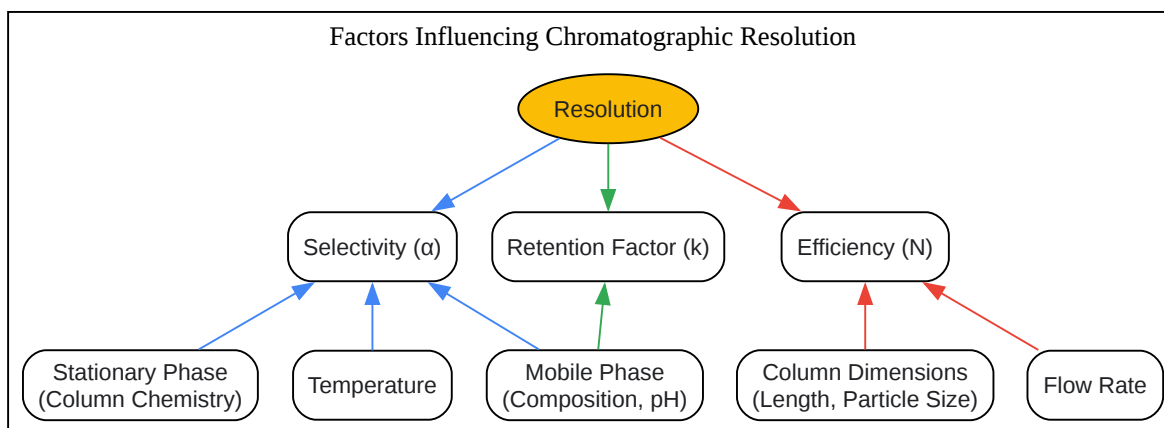 Factors Influencing Chromatographic Resolution
Resolution
Selectivity (α)
Retention Factor (k)
Efficiency (N)
Stationary Phase
(Column Chemistry)
Temperature
Mobile Phase
(Composition, pH)
Column Dimensions
(Length, Particle Size)
Flow Rate